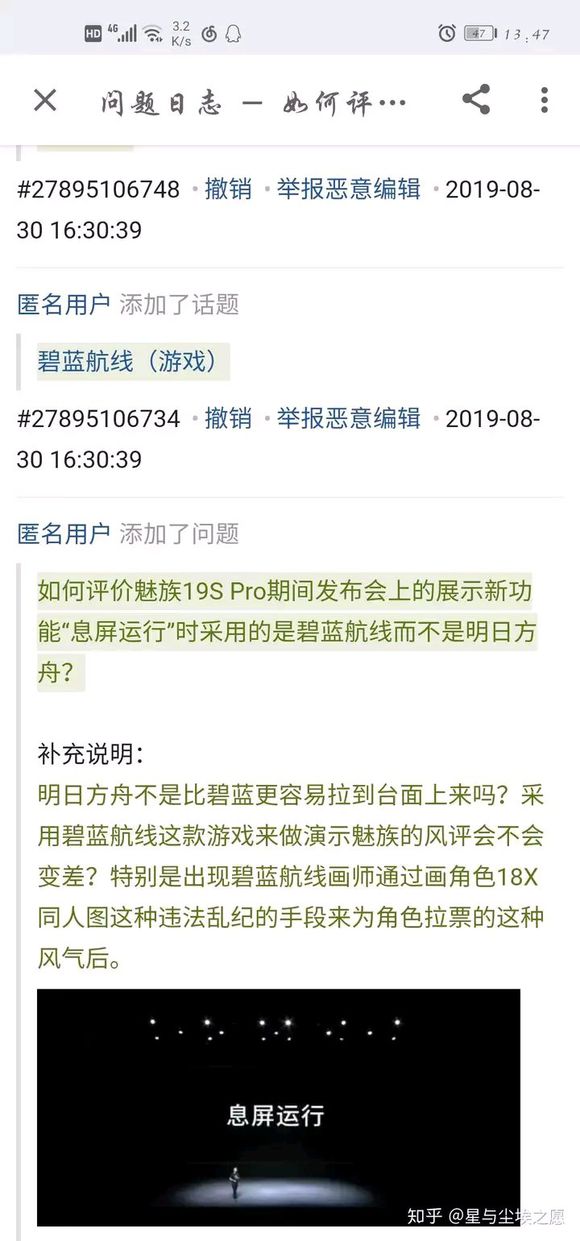 HD 4G 3.2 K/s 47 13:47
问题日志 — 如何评…
#27895106748 · 撤销 · 举报恶意编辑 · 2019-08-
30 16:30:39
匿名用户 添加了话题
碧蓝航线（游戏）
#27895106734 · 撤销 · 举报恶意编辑 · 2019-08-
30 16:30:39
匿名用户 添加了问题
如何评价魅族19S Pro期间发布会上的展示新功
能“息屏运行”时采用的是碧蓝航线而不是明日方
舟？
补充说明：
明日方舟不是比碧蓝更容易拉到台面上来吗？采
用碧蓝航线这款游戏来做演示魅族的风评会不会
变差？特别是出现碧蓝航线画师通过画角色18X
同人图这种违法乱纪的手段来为角色拉票的这种
风气后。
息屏运行
知乎 @星与尘埃之愿